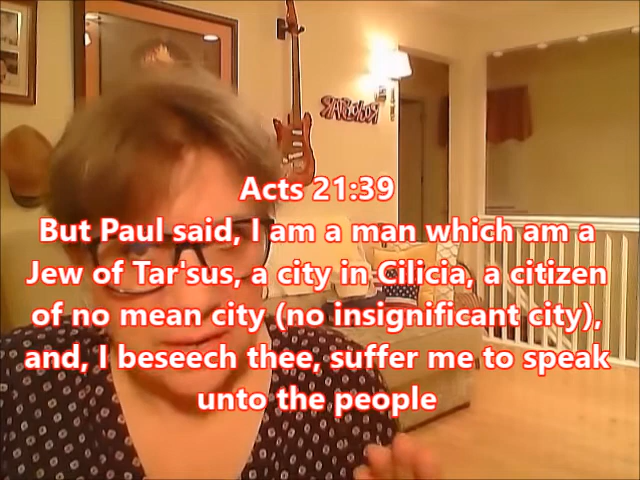 ROLLSTAR
Acts 21:39
But Paul said, I am a man which am a
Jew of Tar'sus, a city in Cilicia, a citizen
of no mean city (no insignificant city),
and, I beseech thee, suffer me to speak
unto the people